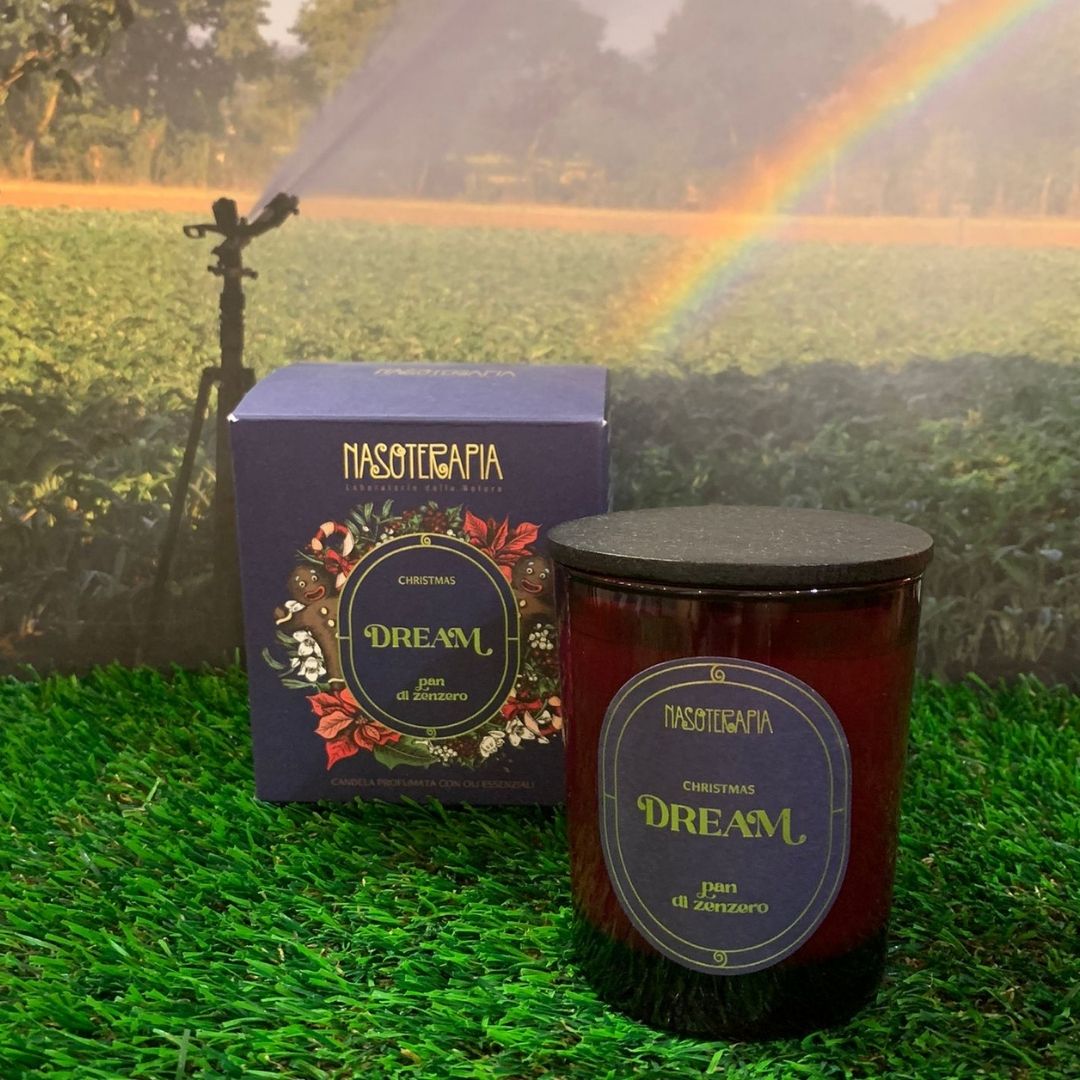 NASOTERAPIA
NASOTERAPIA
Laboratorio della Natura
CHRISTMAS
DREAM
pan
di zenzero
CANDELA PROFUMATA CON OLI ESSENZIALI
NASOTERAPIA
CHRISTMAS
DREAM
pan
di zenzero